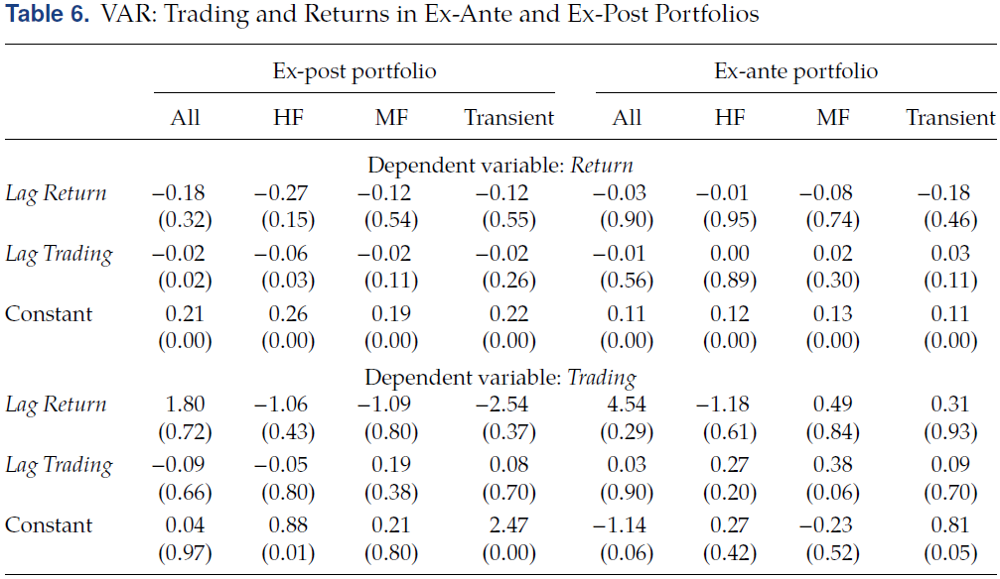 Table 6. VAR: Trading and Returns in Ex-Ante and Ex-Post Portfolios
Ex-post portfolio Ex-ante portfolio
All HF MF Transient All HF MF Transient
Dependent variable: Return
Lag Return −0.18 −0.27 −0.12 −0.12 −0.03 −0.01 −0.08 −0.18
(0.32) (0.15) (0.54) (0.55) (0.90) (0.95) (0.74) (0.46)
Lag Trading −0.02 −0.06 −0.02 −0.02 −0.01 0.00 0.02 0.03
(0.02) (0.03) (0.11) (0.26) (0.56) (0.89) (0.30) (0.11)
Constant 0.21 0.26 0.19 0.22 0.11 0.12 0.13 0.11
(0.00) (0.00) (0.00) (0.00) (0.00) (0.00) (0.00) (0.00)
Dependent variable: Trading
Lag Return 1.80 −1.06 −1.09 −2.54 4.54 −1.18 0.49 0.31
(0.72) (0.43) (0.80) (0.37) (0.29) (0.61) (0.84) (0.93)
Lag Trading −0.09 −0.05 0.19 0.08 0.03 0.27 0.38 0.09
(0.66) (0.80) (0.38) (0.70) (0.90) (0.20) (0.06) (0.70)
Constant 0.04 0.88 0.21 2.47 −1.14 0.27 −0.23 0.81
(0.97) (0.01) (0.80) (0.00) (0.06) (0.42) (0.52) (0.05)